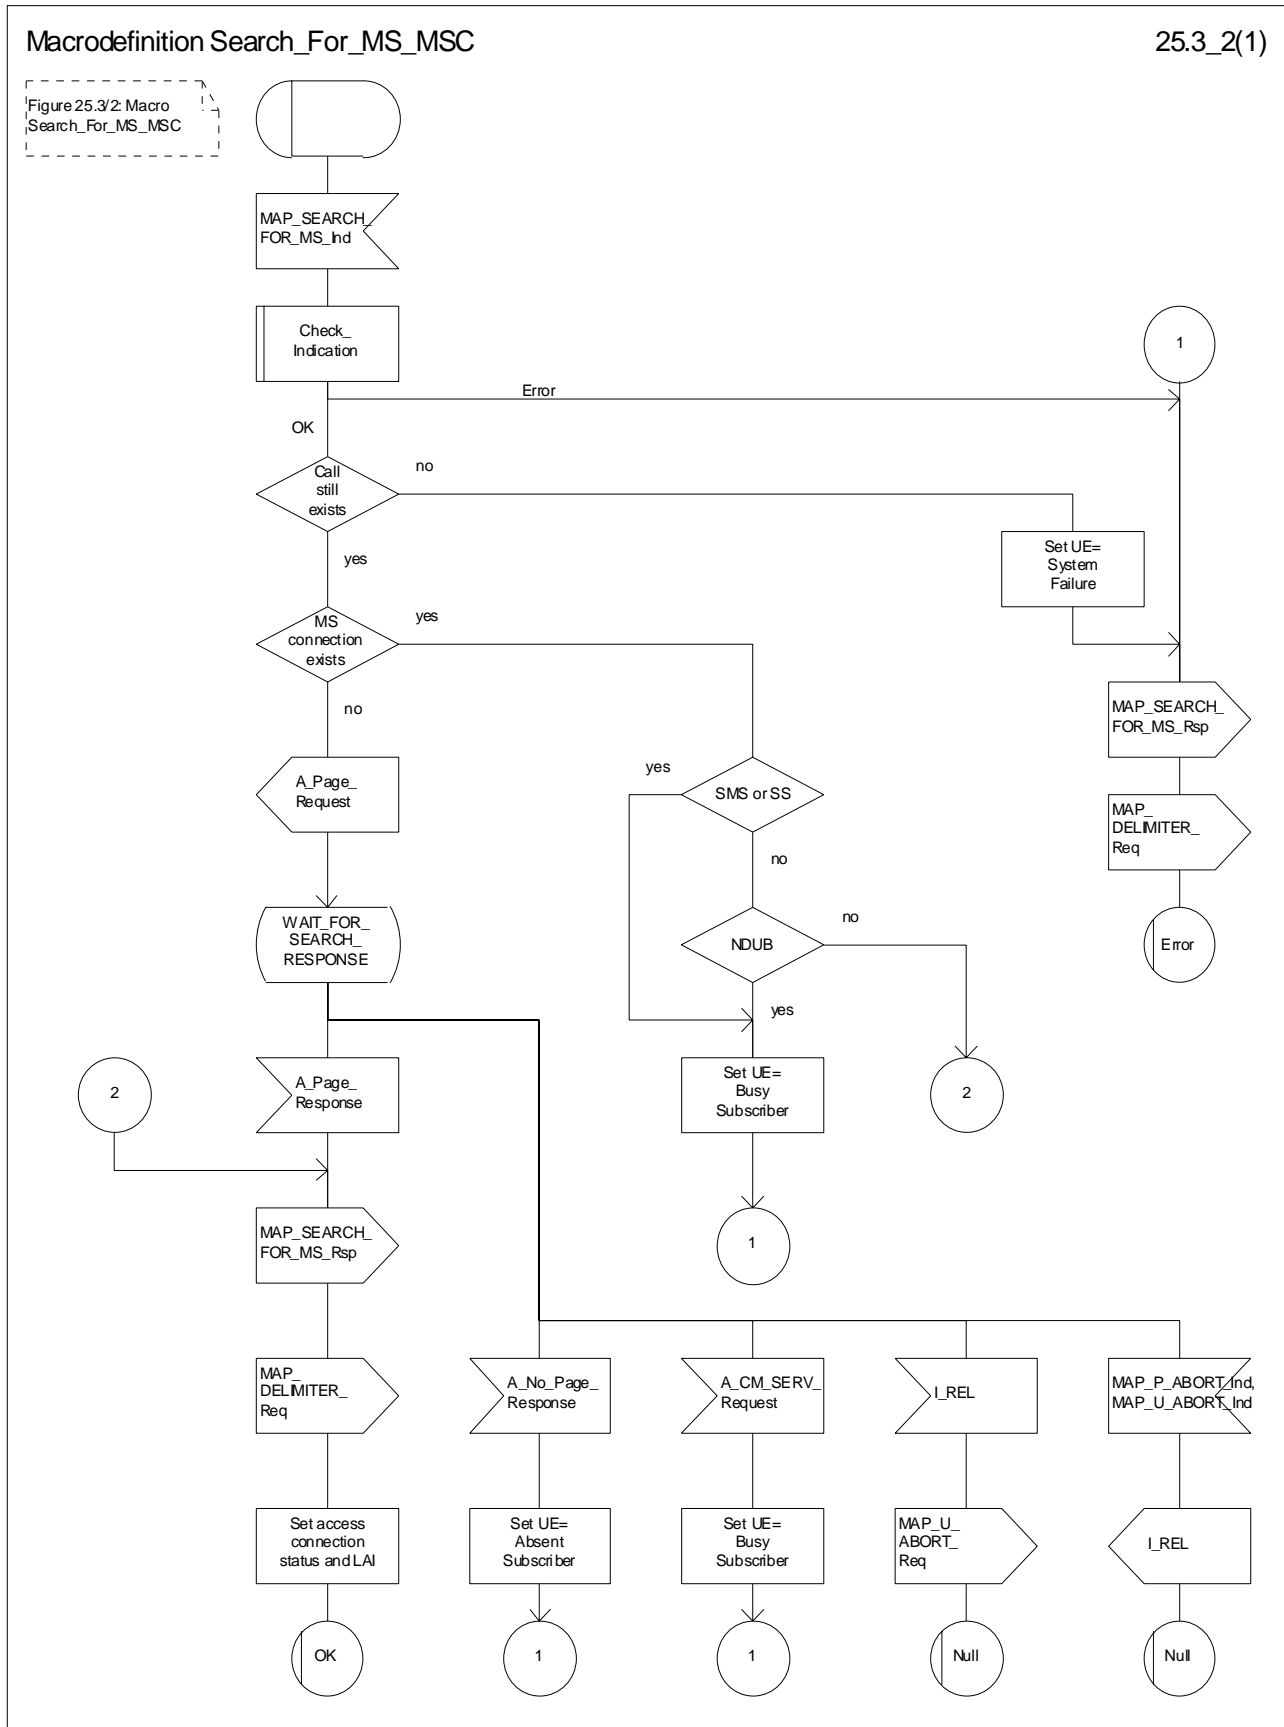 Macrodefinition Search_For_MS_MSC
25.3_2(1)
Figure 25.3/2: Macro
Search_For_MS_MSC
MAP_SEARCH_
FOR_MS_Ind
Check_
Indication
1
Error
OK
Call
still
exists
no
Set UE=
System
Failure
yes
MS
connection
exists
yes
no
MAP_SEARCH_
FOR_MS_Rsp
A_Page_
Request
yes
SMS or SS
MAP_
DELIMITER_
Req
no
WAIT_FOR_
SEARCH_
RESPONSE
NDUB
no
Error
yes
2
A_Page_
Response
Set UE=
Busy
Subscriber
2
MAP_SEARCH_
FOR_MS_Rsp
1
MAP_
DELIMITER_
Req
A_No_Page_
Response
A_CM_SERV_
Request
I_REL
MAP_P_ABORT_Ind,
MAP_U_ABORT_Ind
Set access
connection
status and LAI
Set UE=
Absent
Subscriber
Set UE=
Busy
Subscriber
MAP_U_
ABORT_
Req
I_REL
OK
1
1
Null
Null